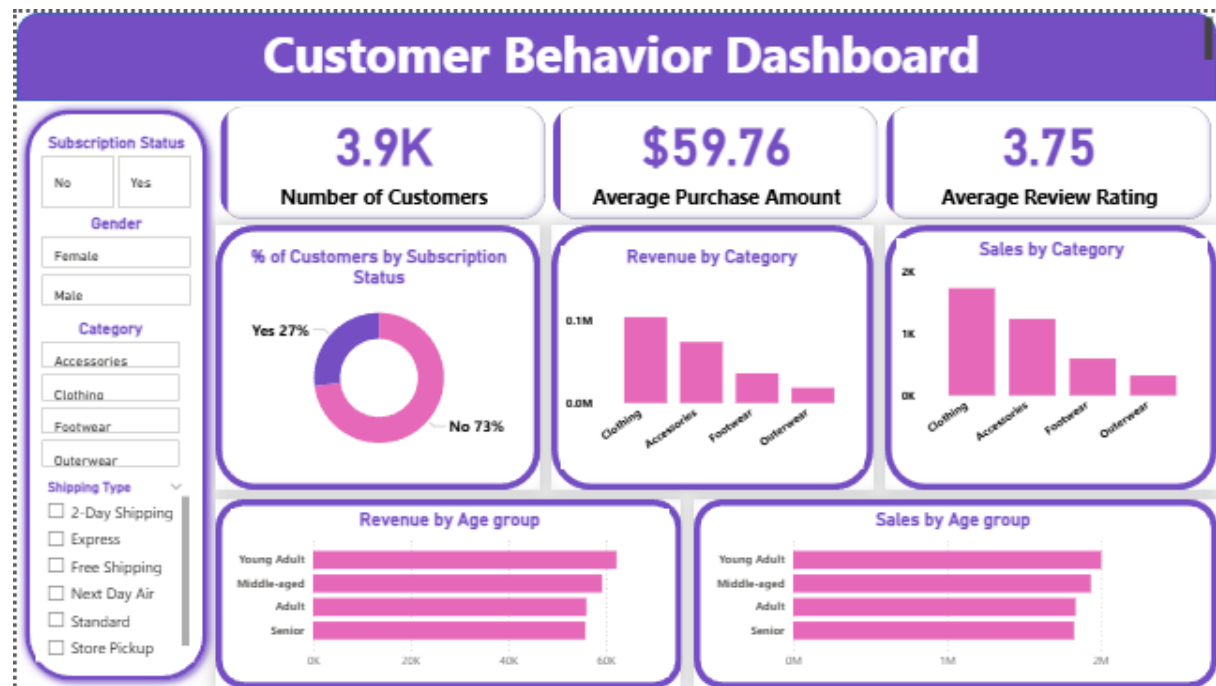 Customer Behavior Dashboard
Subscription Status
No Yes
Gender
Female
Male
Category
Accessories
Clothing
Footwear
Outerwear
Shipping Type
2-Day Shipping
Express
Free Shipping
Next Day Air
Standard
Store Pickup
3.9K
Number of Customers
$59.76
Average Purchase Amount
3.75
Average Review Rating
% of Customers by Subscription
Status
Yes 27%
No 73%
Revenue by Category
0.1M
0.0M
Clothing Accessories Footwear Outerwear
Sales by Category
2K
1K
0K
Clothing Accessories Footwear Outerwear
Revenue by Age group
Young Adult
Middle-aged
Adult
Senior
0K 20K 40K 60K
Sales by Age group
Young Adult
Middle-aged
Adult
Senior
0M 1M 2M